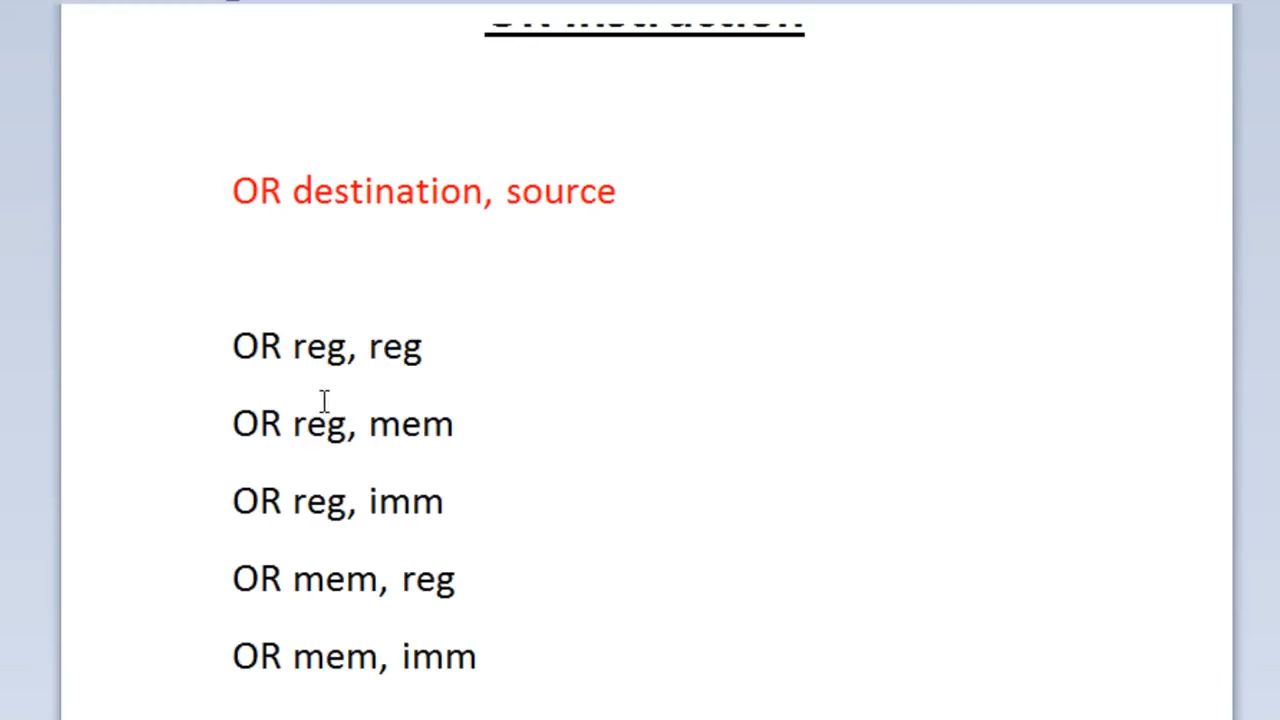 OR destination, source
OR reg, reg
OR reg, mem
OR reg, imm
OR mem, reg
OR mem, imm